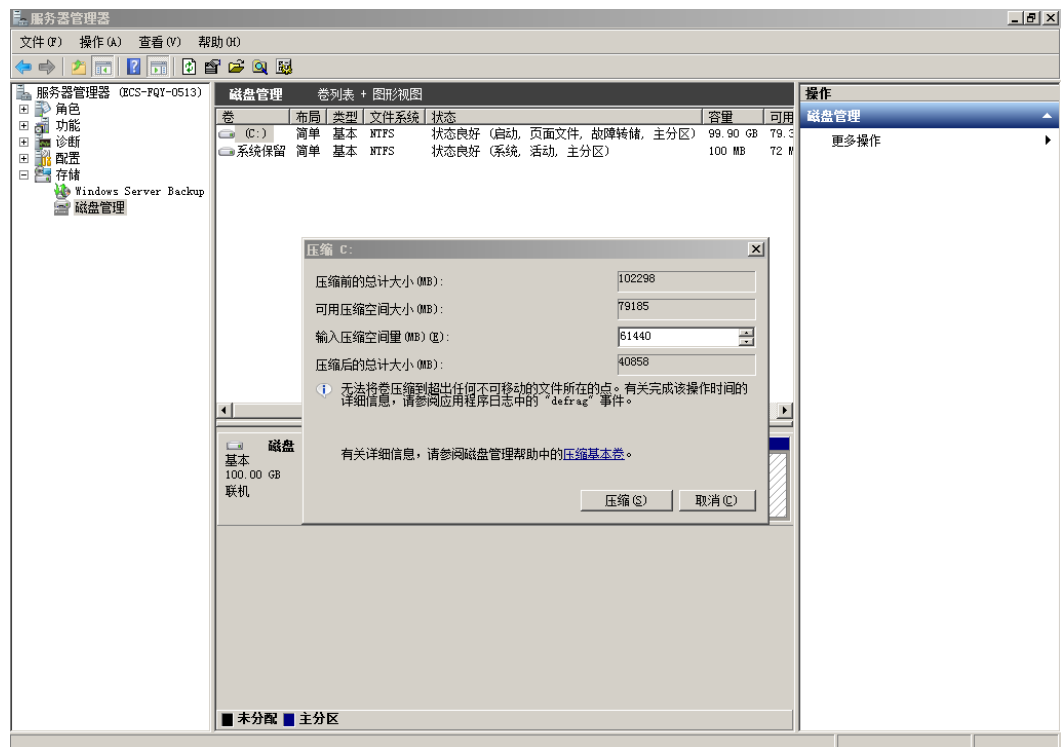 服务器管理器
文件(F) 操作(A) 查看(V) 帮助(H)
服务器管理器 (ECS-FQY-0513)
角色
功能
诊断
配置
存储
Windows Server Backup
磁盘管理
磁盘管理 卷列表 + 图形视图
卷 布局 类型 文件系统 状态 容量 可用
(C:) 简单 基本 NTFS 状态良好 (启动, 页面文件, 故障转储, 主分区) 99.90 GB 79.3
系统保留 简单 基本 NTFS 状态良好 (系统, 活动, 主分区) 100 MB 72 M
操作
磁盘管理
更多操作
压缩 C:
压缩前的总计大小(MB): 102298
可用压缩空间大小(MB): 79185
输入压缩空间量(MB)(E): 61440
压缩后的总计大小(MB): 40858
无法将卷压缩到超出任何不可移动的文件所在的点。有关完成该操作时间的
详细信息，请参阅应用程序日志中的 "defrag" 事件。
有关详细信息，请参阅磁盘管理帮助中的压缩基本卷。
压缩(S) 取消(C)
磁盘
基本
100.00 GB
联机
未分配 主分区